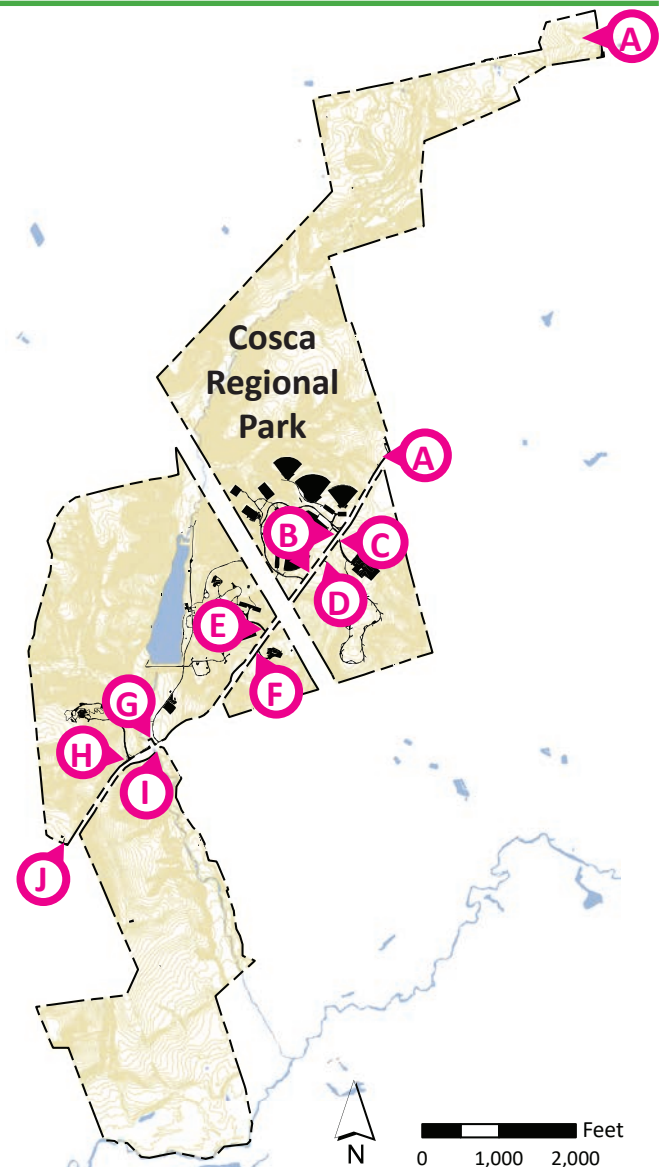 A
Cosca
Regional
Park
A
B
C
D
E
F
G
H
I
J
N
Feet
0 1,000 2,000